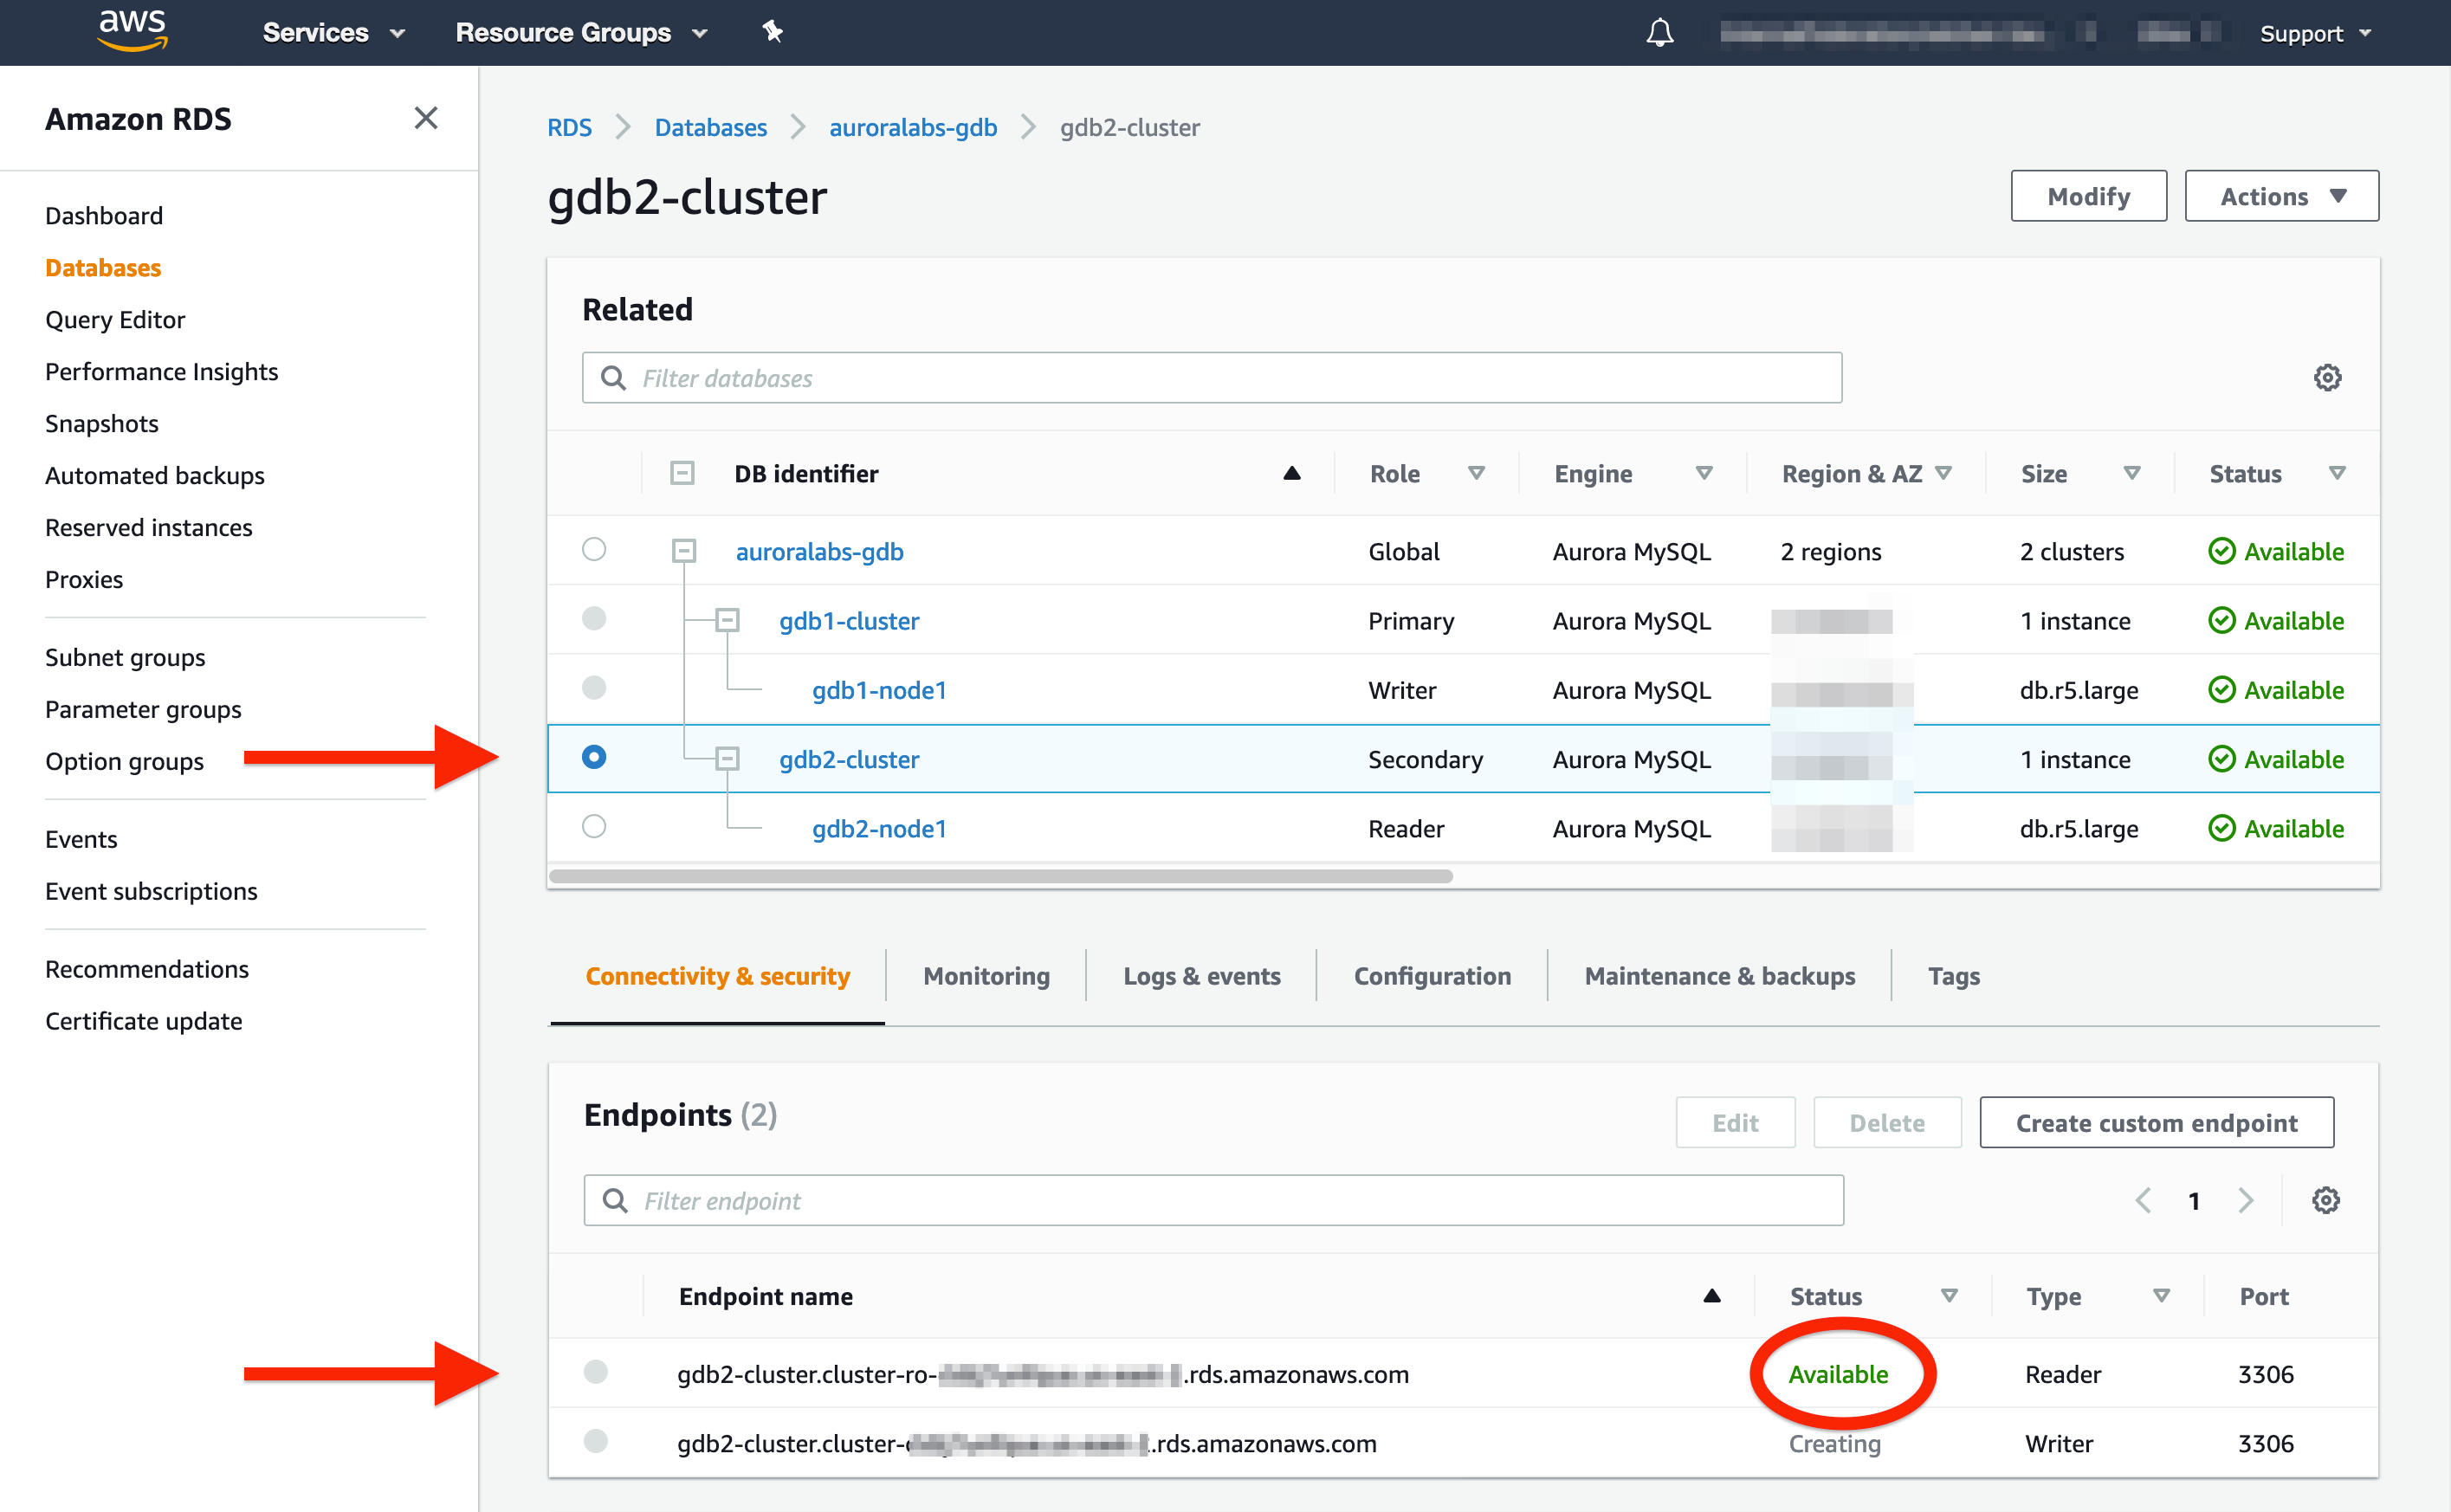 aws Services Resource Groups Support
Amazon RDS
Dashboard
Databases
Query Editor
Performance Insights
Snapshots
Automated backups
Reserved instances
Proxies
Subnet groups
Parameter groups
Option groups
Events
Event subscriptions
Recommendations
Certificate update
RDS Databases auroralabs-gdb gdb2-cluster
gdb2-cluster Modify Actions
Related
Filter databases
DB identifier Role Engine Region & AZ Size Status
auroralabs-gdb Global Aurora MySQL 2 regions 2 clusters Available
gdb1-cluster Primary Aurora MySQL 1 instance Available
gdb1-node1 Writer Aurora MySQL db.r5.large Available
gdb2-cluster Secondary Aurora MySQL 1 instance Available
gdb2-node1 Reader Aurora MySQL db.r5.large Available
Connectivity & security Monitoring Logs & events Configuration Maintenance & backups Tags
Endpoints (2) Edit Delete Create custom endpoint
Filter endpoint 1
Endpoint name Status Type Port
gdb2-cluster.cluster-ro- .rds.amazonaws.com Available Reader 3306
gdb2-cluster.cluster- .rds.amazonaws.com Creating Writer 3306